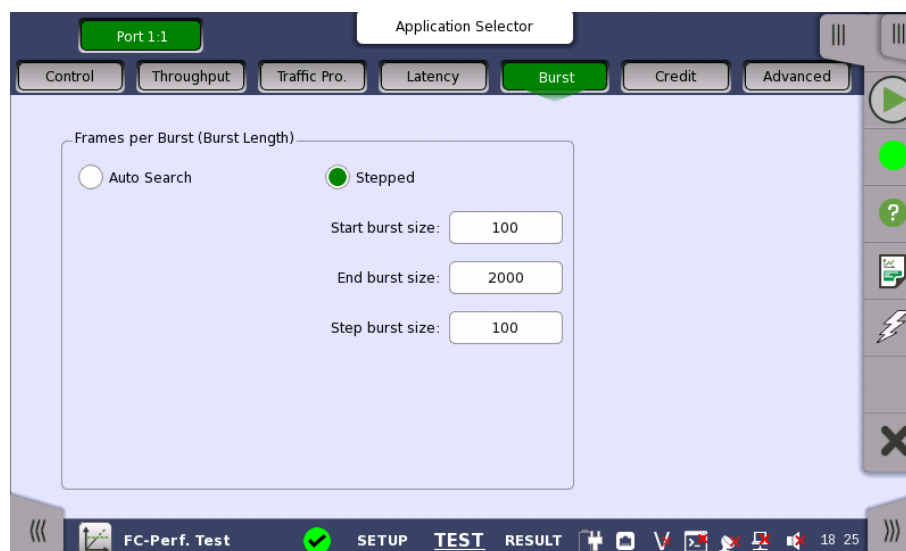 Port 1:1
Application Selector
Control Throughput Traffic Pro. Latency Burst Credit Advanced
Frames per Burst (Burst Length)
Auto Search Stepped
Start burst size: 100
End burst size: 2000
Step burst size: 100
FC-Perf. Test SETUP TEST RESULT 18 25